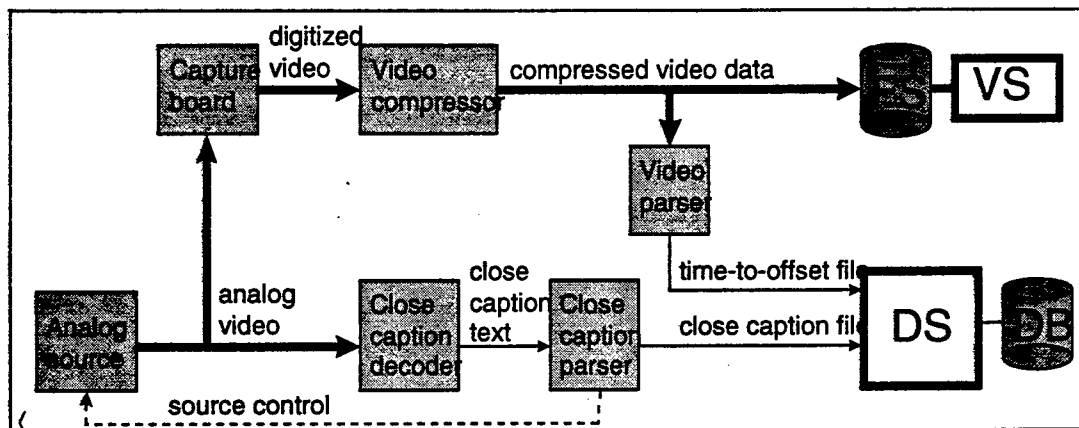 digitized
video
Capture
board
Video
compressor
compressed video data
FS
VS
Video
parser
time-to-offset file
analog
video
close
caption
text
Analog
source
Close
caption
decoder
Close
caption
parser
close caption file
DS
DB
source control